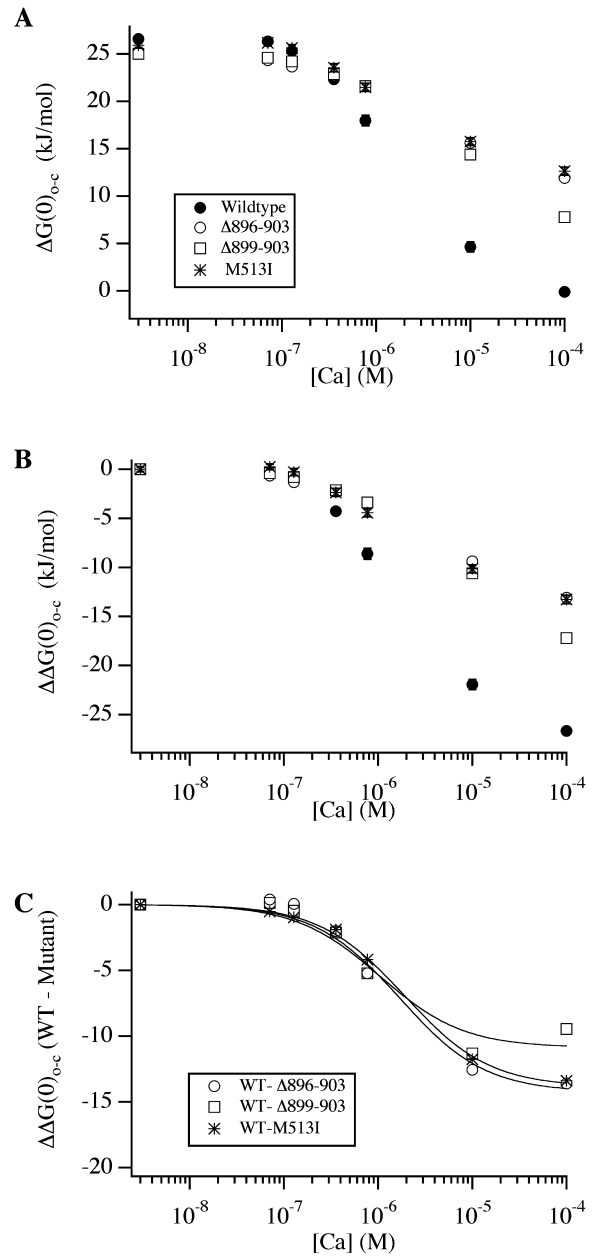 A
ΔG(0)o-c (kJ/mol)
25
20
15
10
5
0
Wildtype
Δ896-903
Δ899-903
M513I
10-8
10-7
10-6
10-5
10-4
[Ca] (M)
B
ΔΔG(0)o-c (kJ/mol)
0
-5
-10
-15
-20
-25
10-8
10-7
10-6
10-5
10-4
[Ca] (M)
C
ΔΔG(0)o-c (WT - Mutant)
0
-5
-10
-15
-20
WT- Δ896-903
WT- Δ899-903
WT-M513I
10-8
10-7
10-6
10-5
10-4
[Ca] (M)